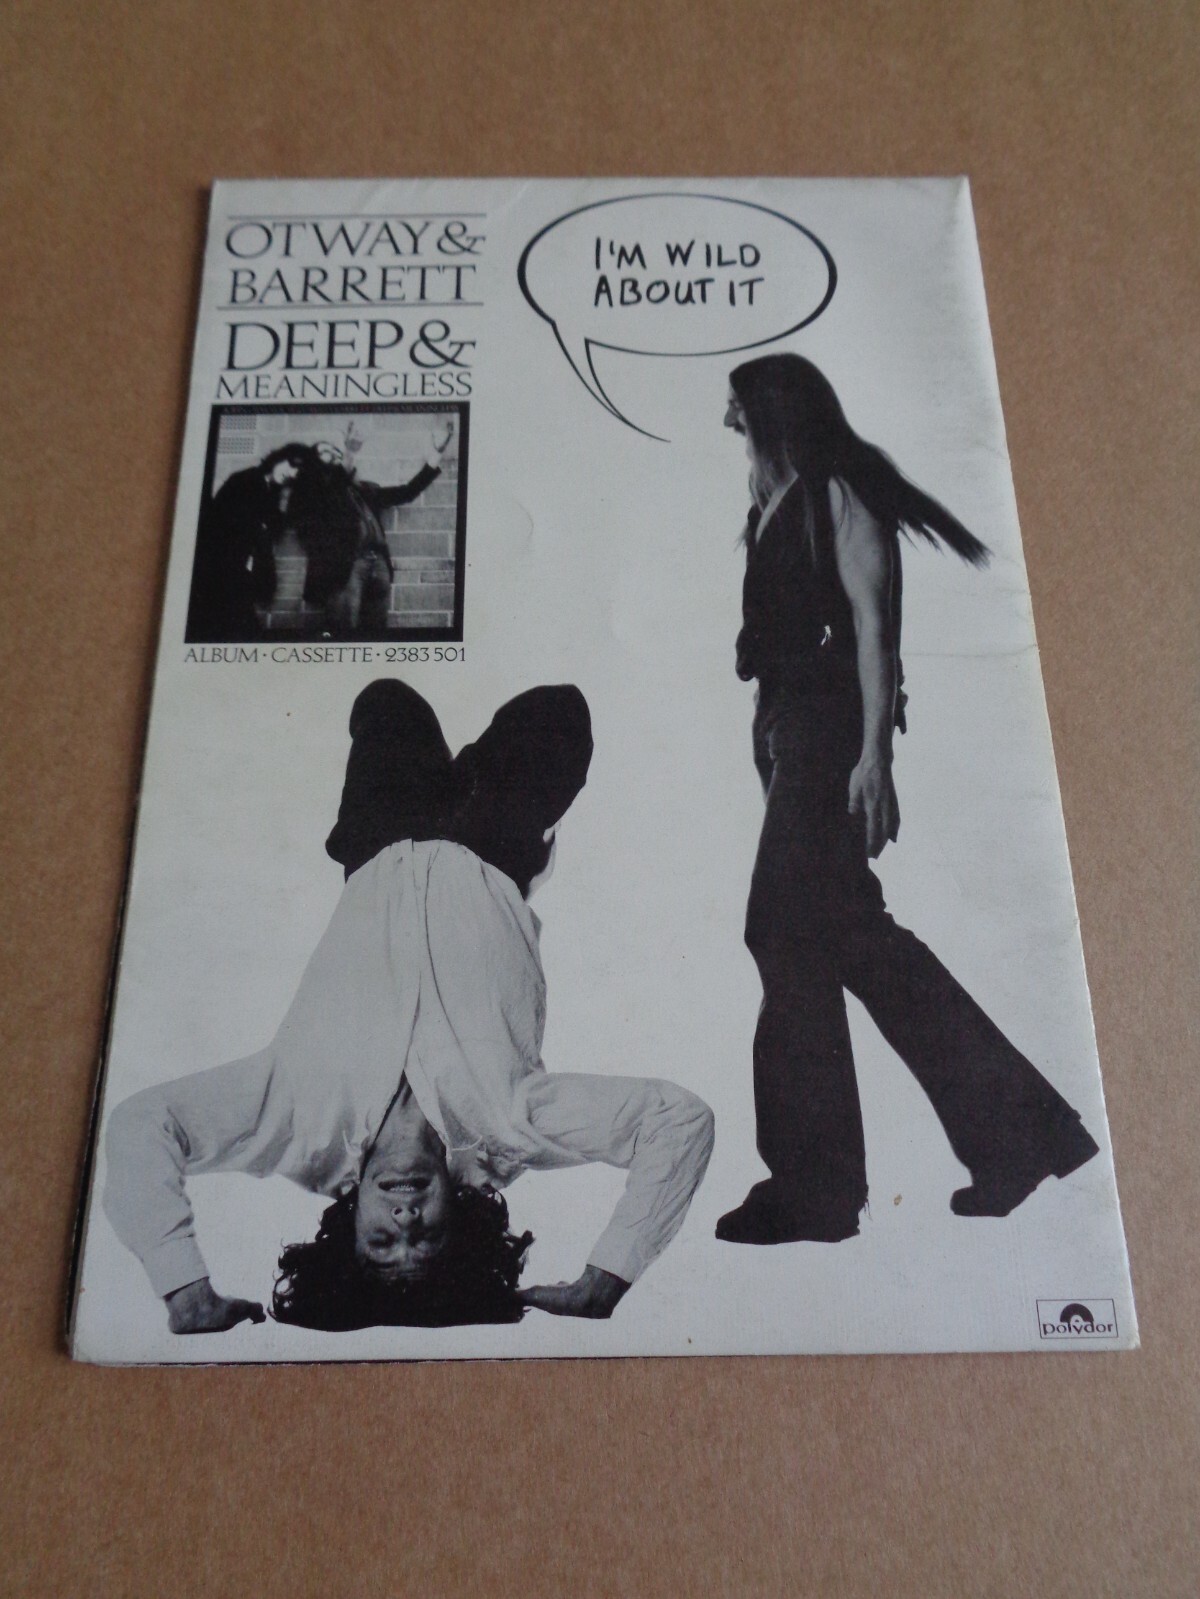 OTWAY &
BARRETT
DEEP &
MEANINGLESS
ALBUM · CASSETTE · 2383 501
I'M WILD
ABOUT IT
polydor